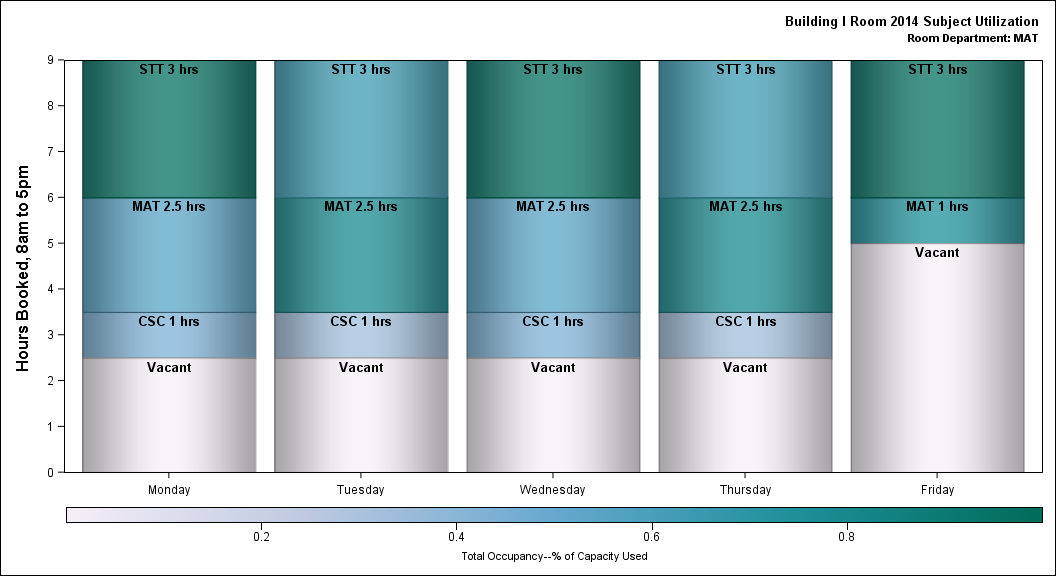 Building I Room 2014 Subject Utilization
Room Department: MAT
Hours Booked, 8am to 5pm
9
8
7
6
5
4
3
2
1
0
STT 3 hrs
MAT 2.5 hrs
CSC 1 hrs
Vacant
STT 3 hrs
MAT 2.5 hrs
CSC 1 hrs
Vacant
STT 3 hrs
MAT 2.5 hrs
CSC 1 hrs
Vacant
STT 3 hrs
MAT 2.5 hrs
CSC 1 hrs
Vacant
STT 3 hrs
MAT 1 hrs
Vacant
Monday Tuesday Wednesday Thursday Friday
0.2 0.4 0.6 0.8
Total Occupancy--% of Capacity Used